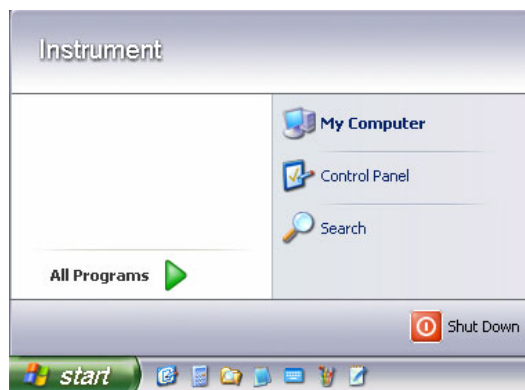 Instrument
My Computer
Control Panel
Search
All Programs
Shut Down
start